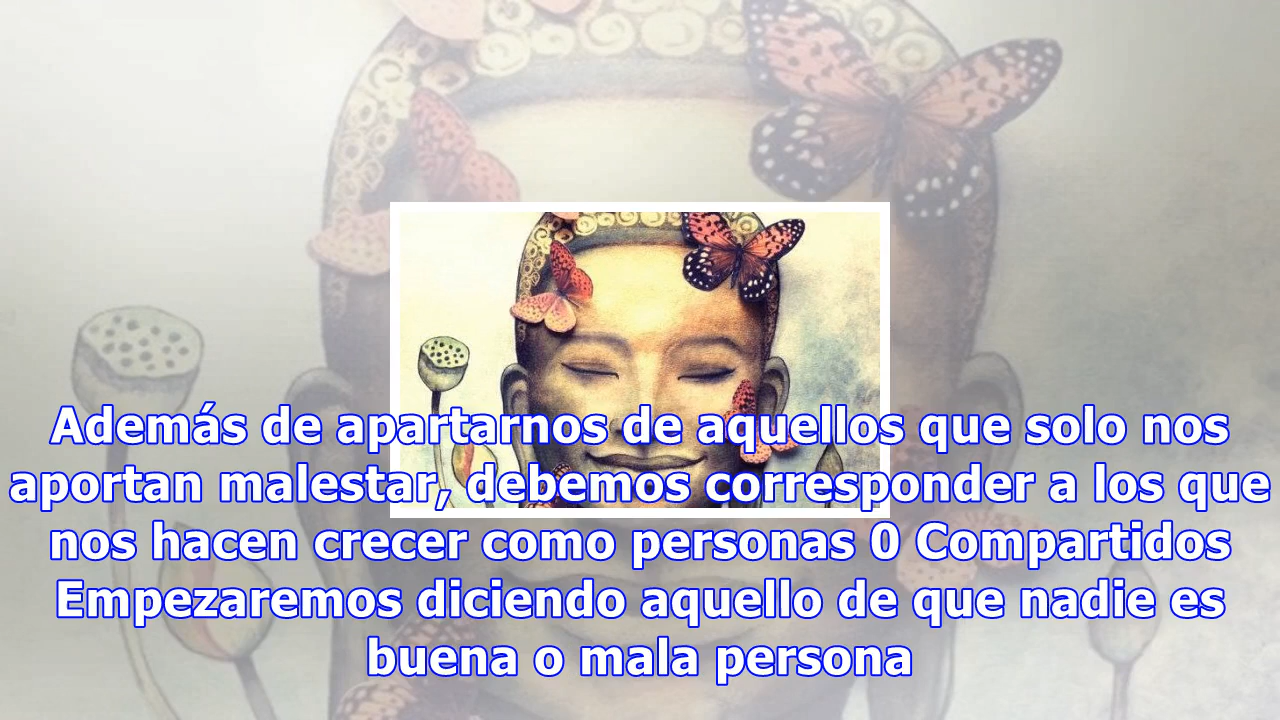 Además de apartarnos de aquellos que solo nos
aportan malestar, debemos corresponder a los que
nos hacen crecer como personas 0 Compartidos
Empezaremos diciendo aquello de que nadie es
buena o mala persona